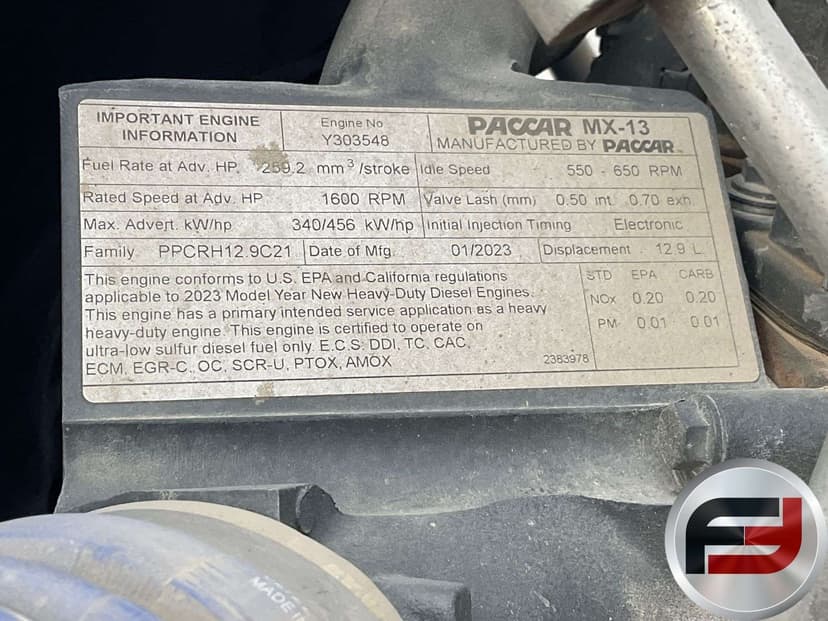 IMPORTANT ENGINE INFORMATION
Engine No Y303548
PACCAR MX-13
MANUFACTURED BY PACCAR
Fuel Rate at Adv. HP. 259.2 mm3/stroke Idle Speed 550 - 650 RPM
Rated Speed at Adv. HP 1600 RPM Valve Lash (mm) 0.50 int. 0.70 exh.
Max. Advert. kW/hp 340/456 kW/hp Initial Injection Timing Electronic
Family PPCRH12.9C21 Date of Mfg. 01/2023 Displacement 12.9 L
This engine conforms to U.S. EPA and California regulations
applicable to 2023 Model Year New Heavy-Duty Diesel Engines.
This engine has a primary intended service application as a heavy
heavy-duty engine. This engine is certified to operate on
ultra-low sulfur diesel fuel only. E.C.S: DDI, TC, CAC,
ECM, EGR-C, OC, SCR-U, PTOX, AMOX
2383978
STD EPA CARB
NOx 0.20 0.20
PM 0.01 0.01
MADE IN
FJ